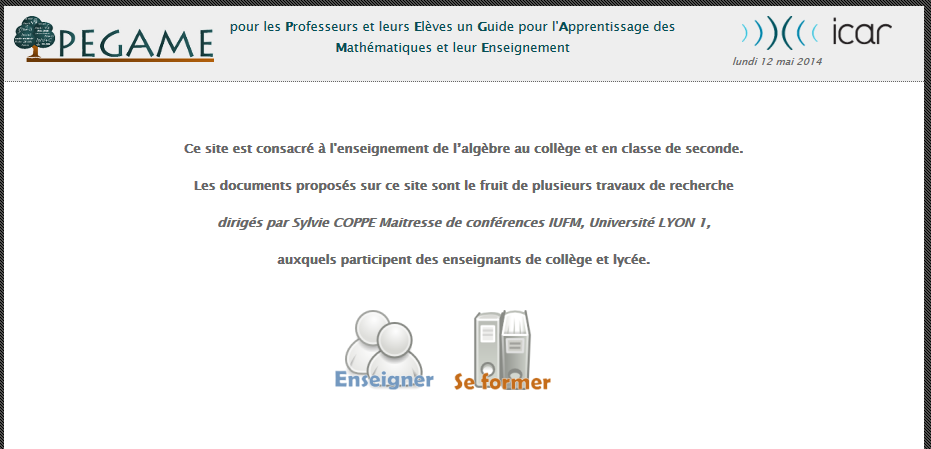 PEGAME
pour les Professeurs et leurs Elèves un Guide pour l'Apprentissage des
Mathématiques et leur Enseignement
icar
lundi 12 mai 2014
Ce site est consacré à l'enseignement de l’algèbre au collège et en classe de seconde.
Les documents proposés sur ce site sont le fruit de plusieurs travaux de recherche
dirigés par Sylvie COPPE Maitresse de conférences IUFM, Université LYON 1,
auxquels participent des enseignants de collège et lycée.
Enseigner
Se former